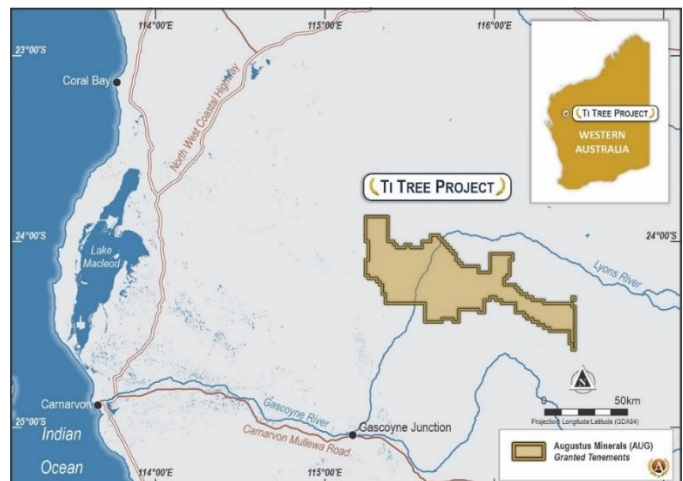 114°00'E
115°00'E
116°00'E
23°00'S
23°00'S
Coral Bay
North West Coastal Highway
TI TREE PROJECT
WESTERN
AUSTRALIA
TI TREE PROJECT
24°00'S
24°00'S
Lake
Macleod
Lyons River
Carnarvon
Gascoyne River
Carnarvon Mullewa Road
Gascoyne Junction
N
0 50km
Projection: Longitude/Latitude (GDA94)
25°00'S
Indian
Ocean
114°00'E
115°00'E
Augustus Minerals (AUG)
Granted Tenements